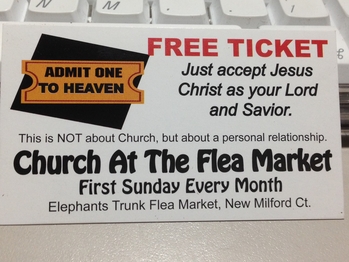 FREE TICKET
ADMIT ONE
TO HEAVEN
Just accept Jesus
Christ as your Lord
and Savior.
This is NOT about Church, but about a personal relationship.
Church At The Flea Market
First Sunday Every Month
Elephants Trunk Flea Market, New Milford Ct.